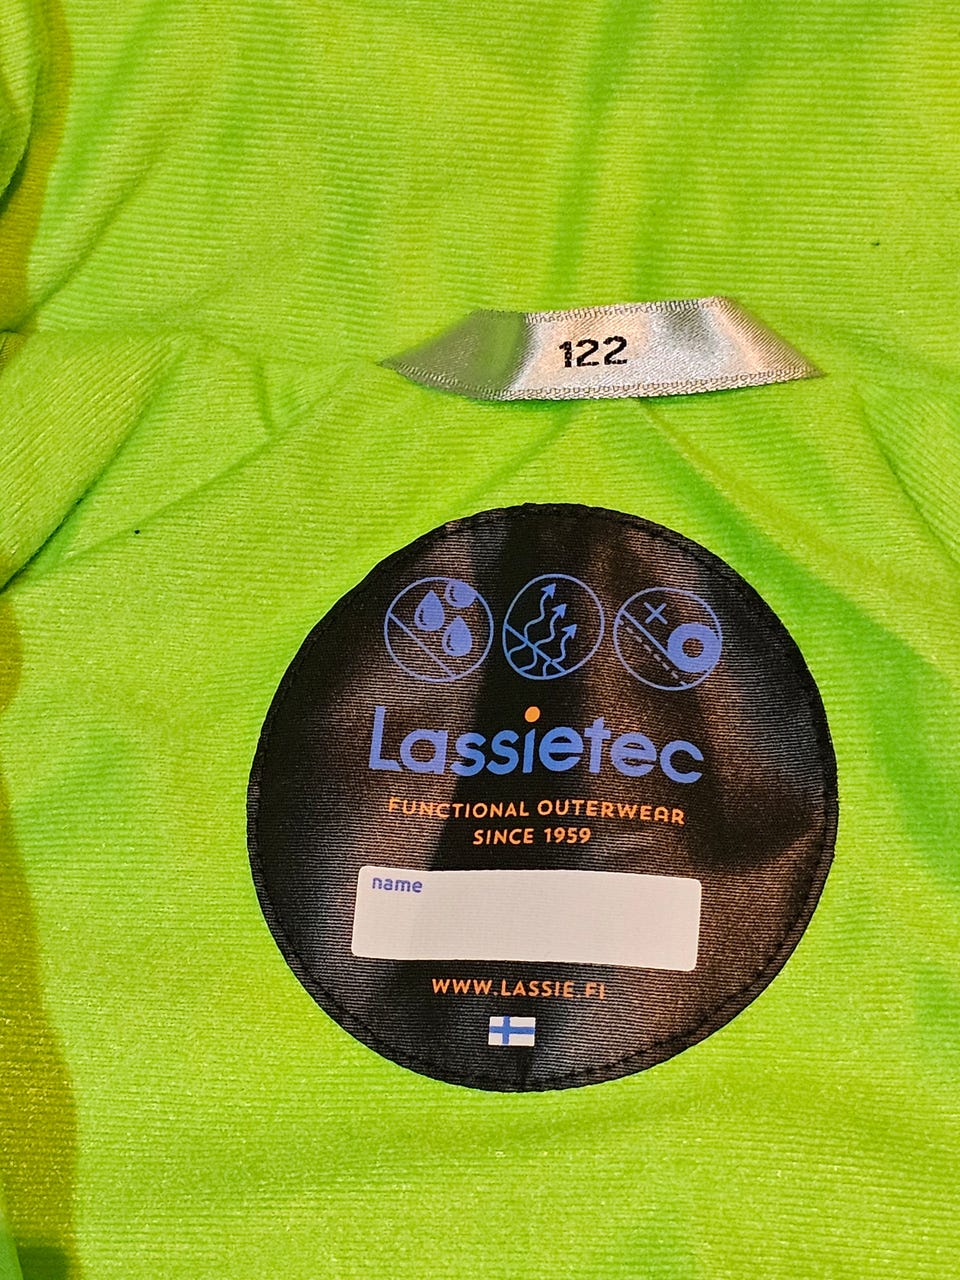 122
Lassietec
FUNCTIONAL OUTERWEAR
SINCE 1959
name
WWW.LASSIE.FI